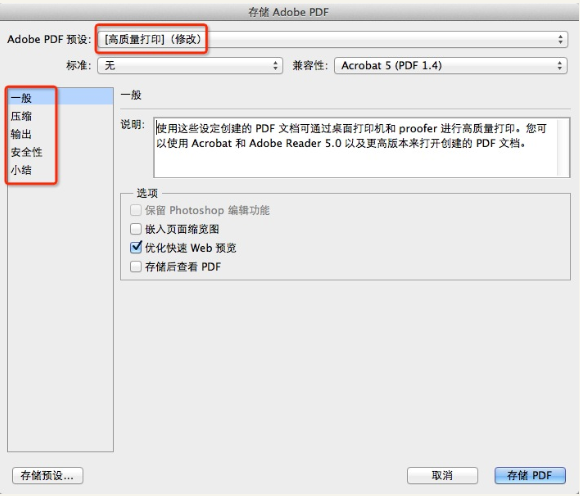 存储 Adobe PDF
Adobe PDF 预设: [高质量打印]（修改）
标准: 无 兼容性: Acrobat 5 (PDF 1.4)
一般
压缩
输出
安全性
小结
一般
说明: 使用这些设定创建的 PDF 文档可通过桌面打印机和 proofer 进行高质量打印。您可
以使用 Acrobat 和 Adobe Reader 5.0 以及更高版本来打开创建的 PDF 文档。
选项
保留 Photoshop 编辑功能
嵌入页面缩览图
优化快速 Web 预览
存储后查看 PDF
存储预设... 取消 存储 PDF